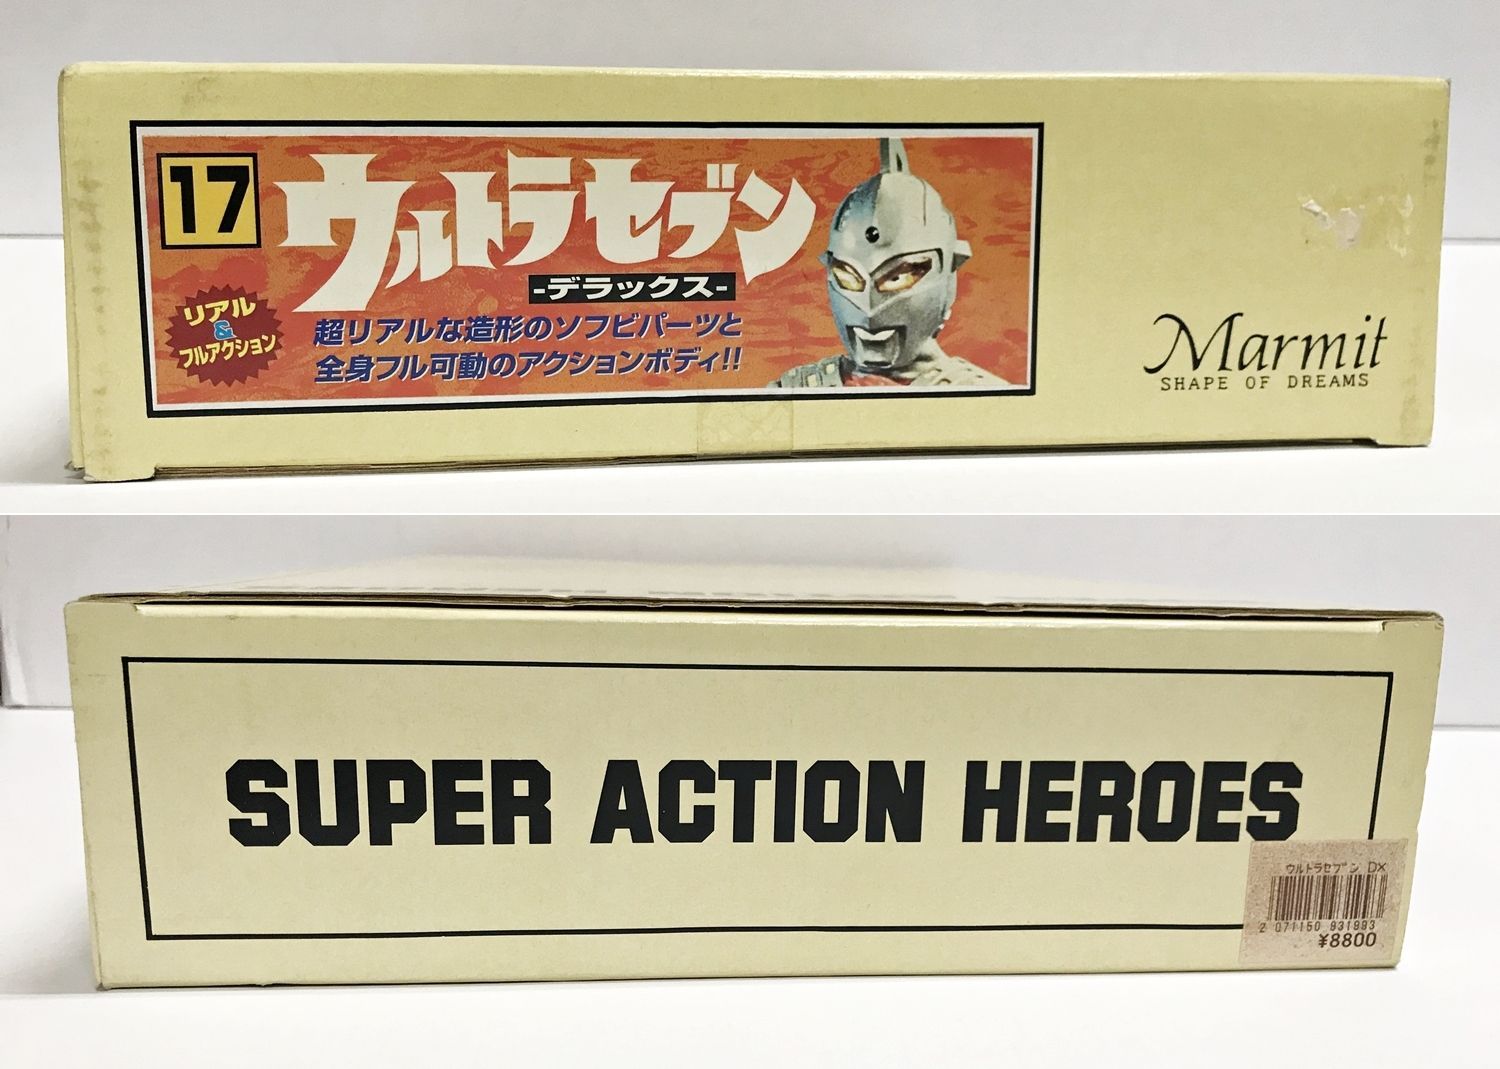 17
ウルトラセブン
-デラックス-
リアル
&
フルアクション
超リアルな造形のソフビパーツと
全身フル可動のアクションボディ!!
Marmit
SHAPE OF DREAMS
SUPER ACTION HEROES
ウルトラセブン DX
2 071150 931993
¥8800